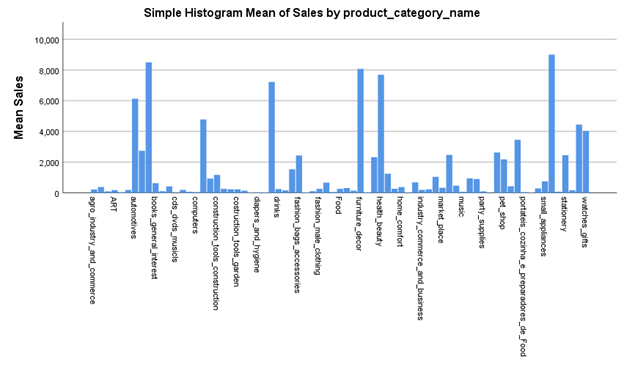 Simple Histogram Mean of Sales by product_category_name
Mean Sales
10,000
8,000
6,000
4,000
2,000
0
agro_industry_and_commerce
ART
automotives
books_general_interest
cds_dvds_musicls
computers
construction_tools_construction
costruction_tools_garden
diapers_and_hygiene
drinks
fashion_bags_accessories
fashion_male_clothing
Food
furniture_decor
health_beauty
home_comfort
industry_commerce_and_business
market_place
music
party_supplies
pet_shop
portateis_cozinha_e_preparadores_de_Food
small_appliances
stationery
watches_gifts